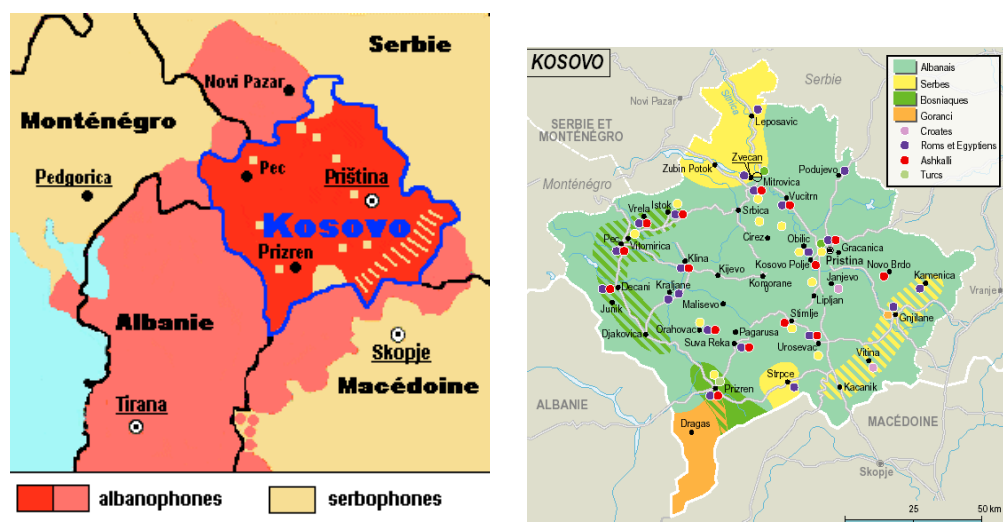 Serbie
Novi Pazar
Monténégro
Pec
Pedgorica
Priština
Kosovo
Prizren
Albanie
Skopje
Macédoine
Tirana
albanophones
serbophones
KOSOVO
Albanais
Serbes
Bosniaques
Goranci
Croates
Roms et Egyptiens
Ashkalli
Turcs
Serbie
Novi Pazar
Leposavic
SERBIE ET
MONTÉNÉGRO
Zvecan
Zubin Potok
Podujevo
Mitrovica
Monténégro
Vucitrn
Istok
Vrela
Srbica
Cirez
Obilic
Pec
Vitomirica
Gracanica
Pristina
Klina
Kosovo Polje
Novo Brdo
Kijevo
Komorane
Janjevo
Kamenica
Decani
Kraljane
Vranje
Junik
Malisevo
Lipljan
Gnjilane
Stimlje
Djakovica
Orahovac
Pagarusa
Suva Reka
Urosevac
Vitina
Strpce
Prizren
Kacanik
ALBANIE
Dragas
MACÉDOINE
Skopje
25
50 km